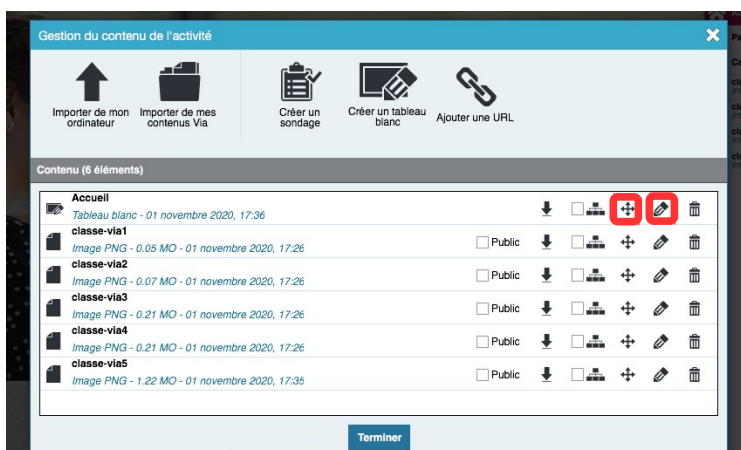 Gestion du contenu de l'activité
Importer de mon
ordinateur
Importer de mes
contenus Via
Créer un
sondage
Créer un tableau
blanc
Ajouter une URL
Contenu (6 éléments)
Accueil
Tableau blanc - 01 novembre 2020, 17:36
classe-via1
Image PNG - 0.05 MO - 01 novembre 2020, 17:26
Public
classe-via2
Image PNG - 0.07 MO - 01 novembre 2020, 17:26
Public
classe-via3
Image PNG - 0.21 MO - 01 novembre 2020, 17:26
Public
classe-via4
Image PNG - 0.21 MO - 01 novembre 2020, 17:26
Public
classe-via5
Image PNG - 1.22 MO - 01 novembre 2020, 17:35
Public
Terminer